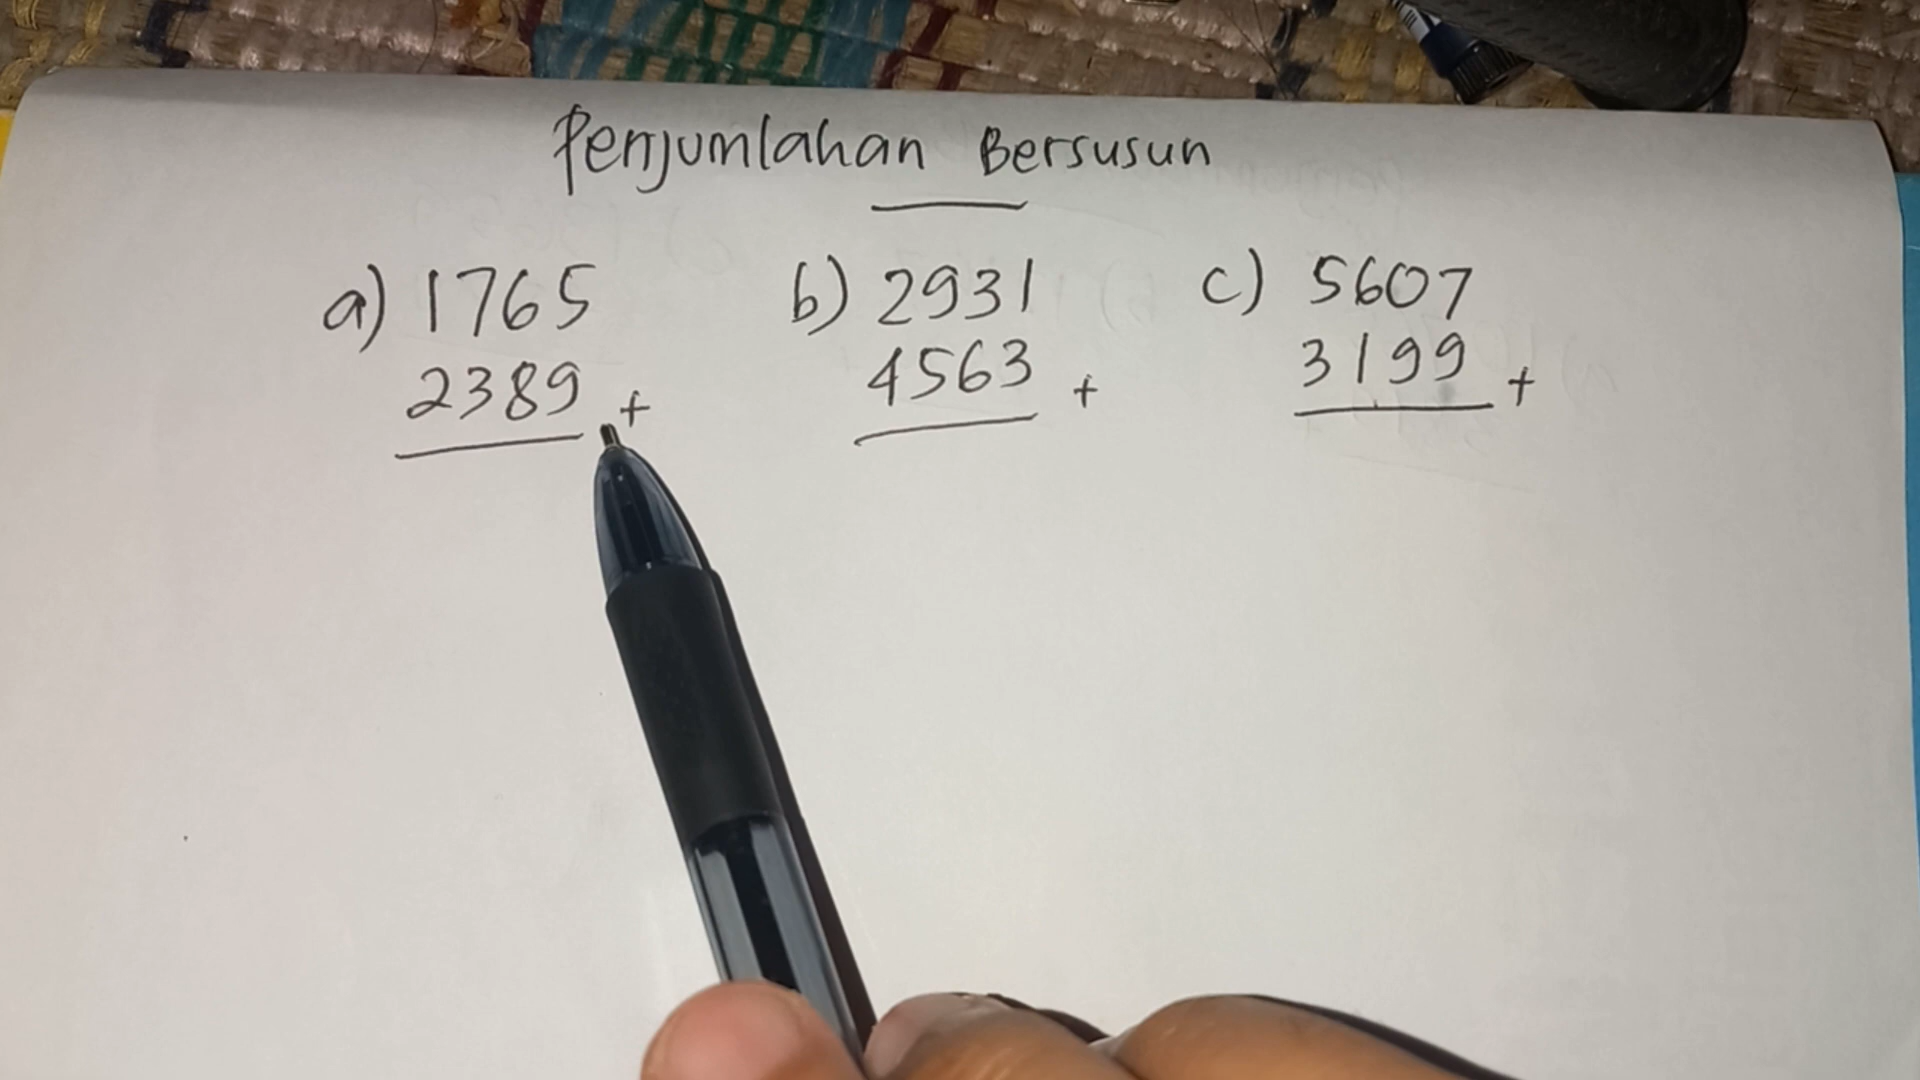 Penjumlahan Bersusun
a) 1765
2389 +
b) 2931
4563 +
c) 5607
3199 +